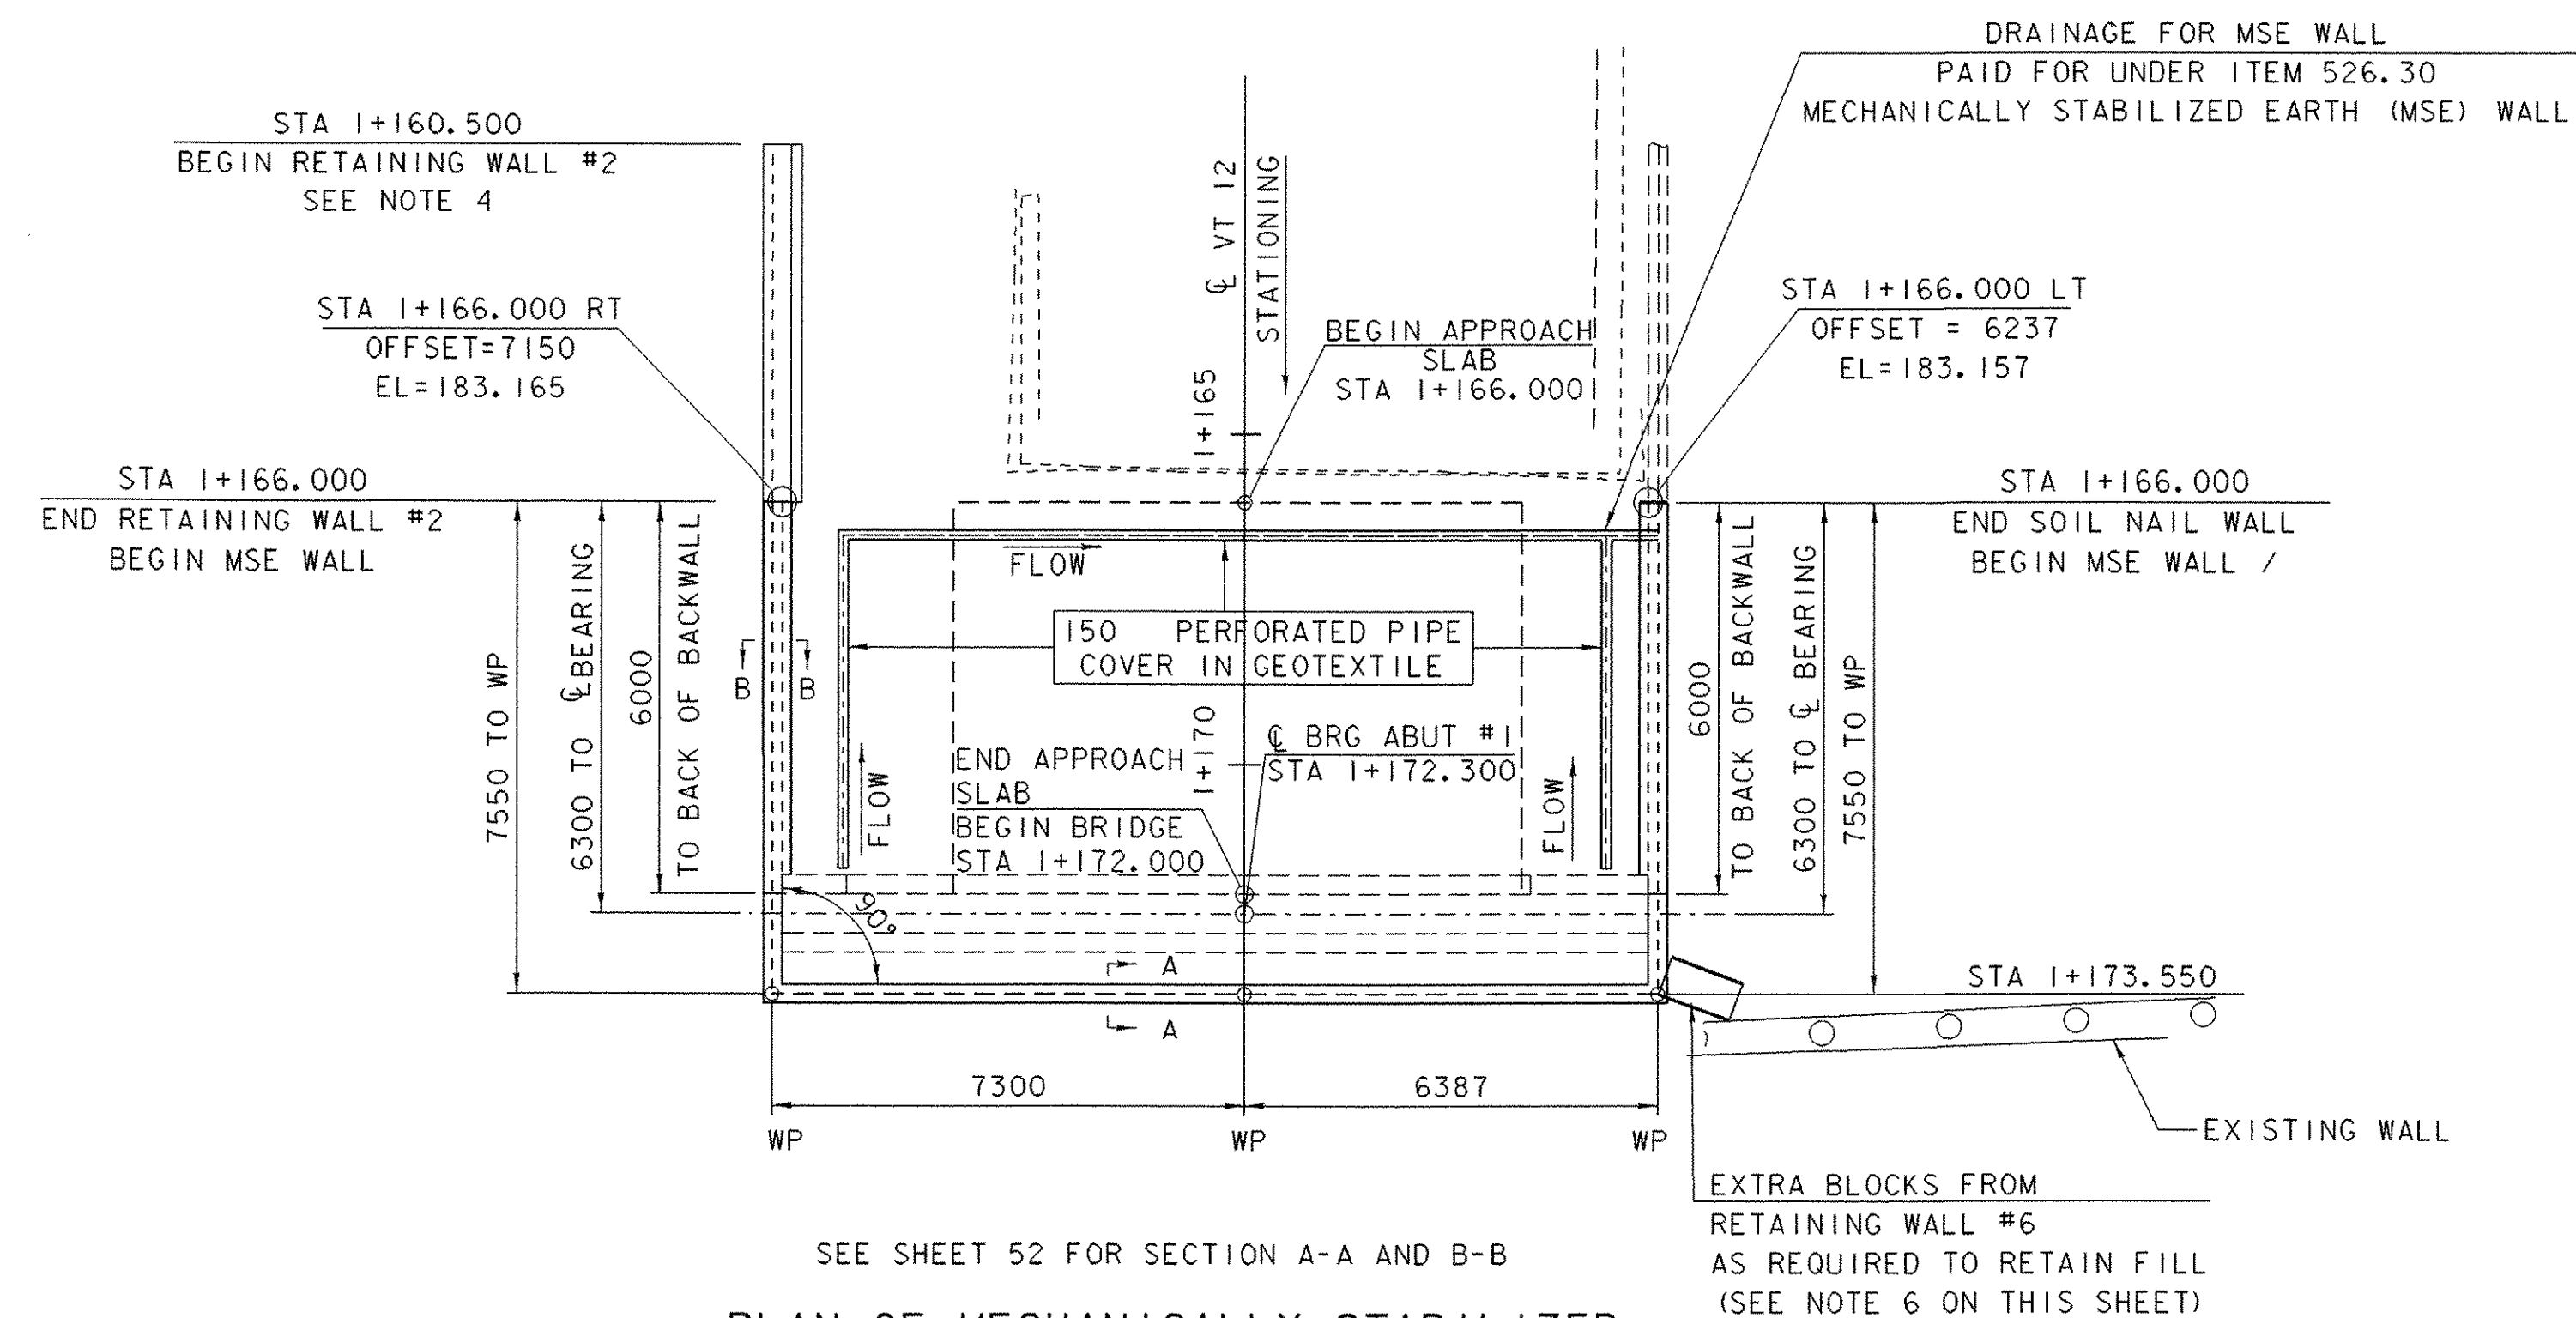 DRAINAGE FOR MSE WALL
PAID FOR UNDER ITEM 526.30
MECHANICALLY STABILIZED EARTH (MSE) WALL
STA 1+160.500
BEGIN RETAINING WALL #2
SEE NOTE 4
STA 1+166.000 RT
OFFSET=7150
EL=183.165
℄ VT 12
STATIONING
1+165
BEGIN APPROACH
SLAB
STA 1+166.000
STA 1+166.000 LT
OFFSET = 6237
EL=183.157
STA 1+166.000
END RETAINING WALL #2
BEGIN MSE WALL
STA 1+166.000
END SOIL NAIL WALL
BEGIN MSE WALL /
7550 TO WP
6300 TO ℄ BEARING
6000
TO BACK OF BACKWALL
B
B
FLOW
150 PERFORATED PIPE
COVER IN GEOTEXTILE
FLOW
1+170
END APPROACH
SLAB
BEGIN BRIDGE
STA 1+172.000
℄ BRG ABUT #1
STA 1+172.300
FLOW
6000
TO BACK OF BACKWALL
6300 TO ℄ BEARING
7550 TO WP
90°
A
A
STA 1+173.550
7300
6387
WP
WP
WP
EXISTING WALL
EXTRA BLOCKS FROM
RETAINING WALL #6
AS REQUIRED TO RETAIN FILL
(SEE NOTE 6 ON THIS SHEET)
SEE SHEET 52 FOR SECTION A-A AND B-B
PLAN OF MECHANICALLY STABILIZED